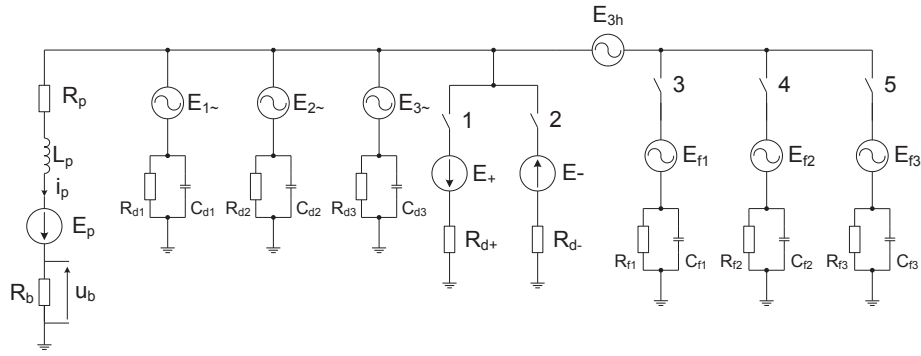 E3h
Rp
E1~
E2~
E3~
1
2
3
4
5
Lp
ip
Rd1
Cd1
Rd2
Cd2
Rd3
Cd3
E+
E-
Ef1
Ef2
Ef3
Ep
Rd+
Rd-
Rf1
Cf1
Rf2
Cf2
Rf3
Cf3
Rb
ub